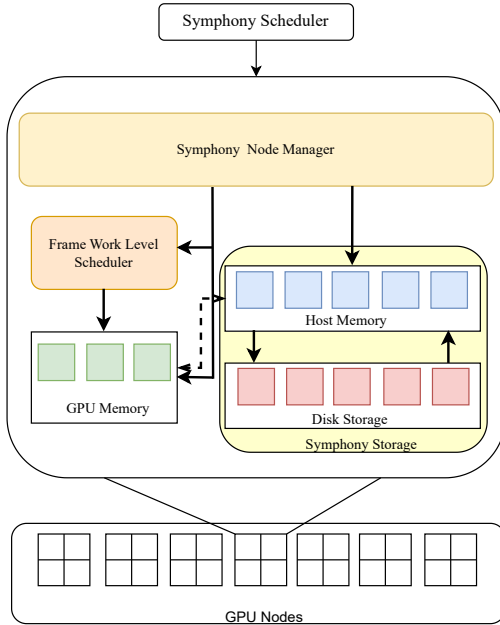 Symphony Scheduler
Symphony Node Manager
Frame Work Level
Scheduler
Host Memory
GPU Memory
Disk Storage
Symphony Storage
GPU Nodes